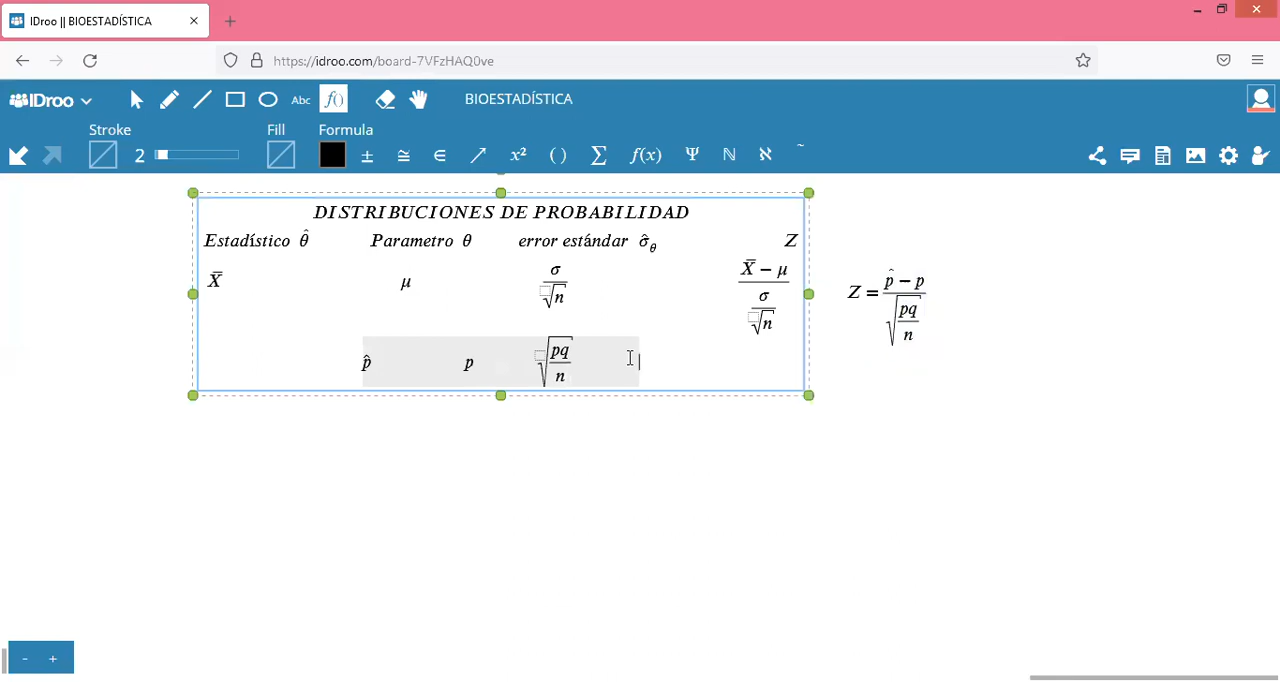 IDroo || BIOESTADÍSTICA
https://idroo.com/board-7VFzHAQ0ve
IDroo Abc f() BIOESTADÍSTICA
Stroke Fill Formula
2 ± ≅ ∈ ↗ x² ( ) ∑ f(x) Ψ ℕ ℵ ~
DISTRIBUCIONES DE PROBABILIDAD
Estadístico θ̂ Parametro θ error estándar σ̂_θ Z
X̅ μ σ/√n (X̅ − μ)/(σ/√n) Z = (p̂ − p)/√(pq/n)
p̂ p √(pq/n)
- +